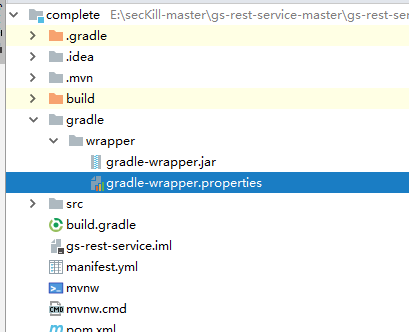 complete E:\secKill-master\gs-rest-service-master\gs-rest-ser
.gradle
.idea
.mvn
build
gradle
wrapper
gradle-wrapper.jar
gradle-wrapper.properties
src
build.gradle
gs-rest-service.iml
manifest.yml
mvnw
mvnw.cmd
pom.xml